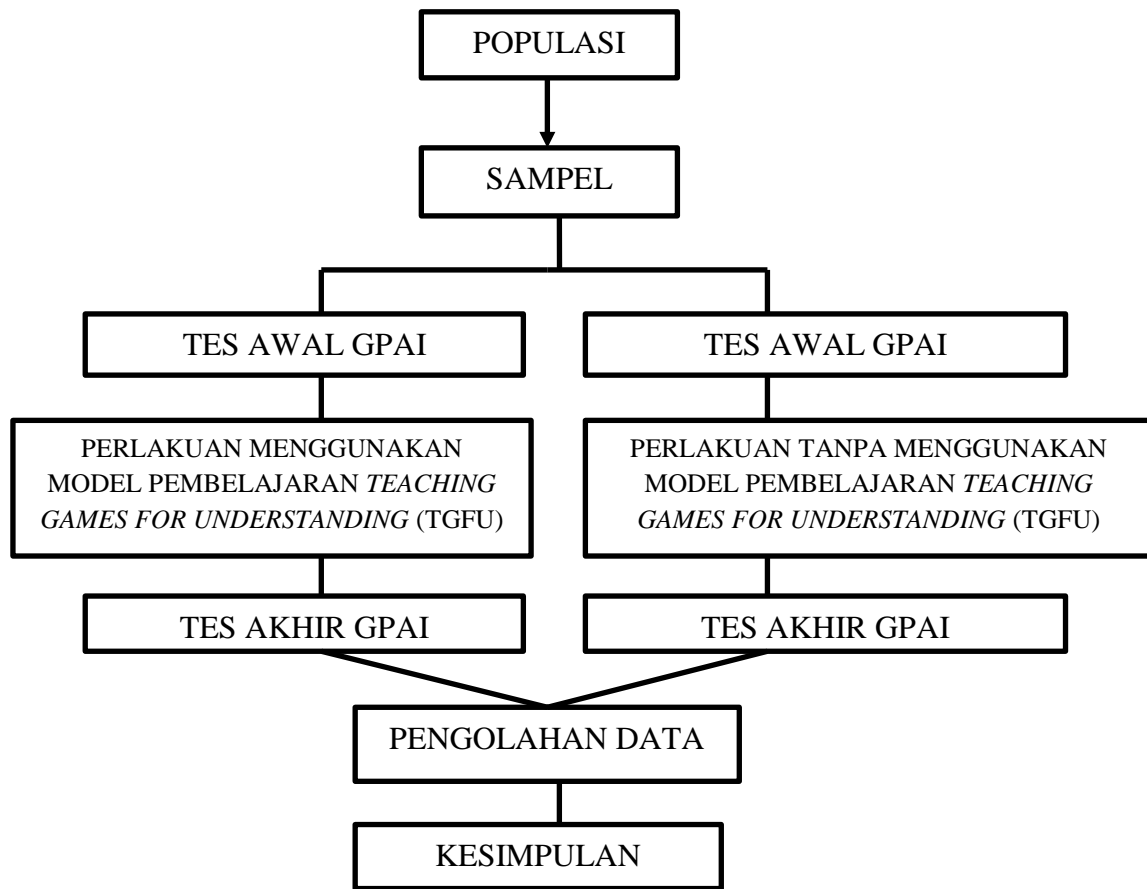 POPULASI
SAMPEL
TES AWAL GPAI
TES AWAL GPAI
PERLAKUAN MENGGUNAKAN
MODEL PEMBELAJARAN TEACHING
GAMES FOR UNDERSTANDING (TGFU)
PERLAKUAN TANPA MENGGUNAKAN
MODEL PEMBELAJARAN TEACHING
GAMES FOR UNDERSTANDING (TGFU)
TES AKHIR GPAI
TES AKHIR GPAI
PENGOLAHAN DATA
KESIMPULAN